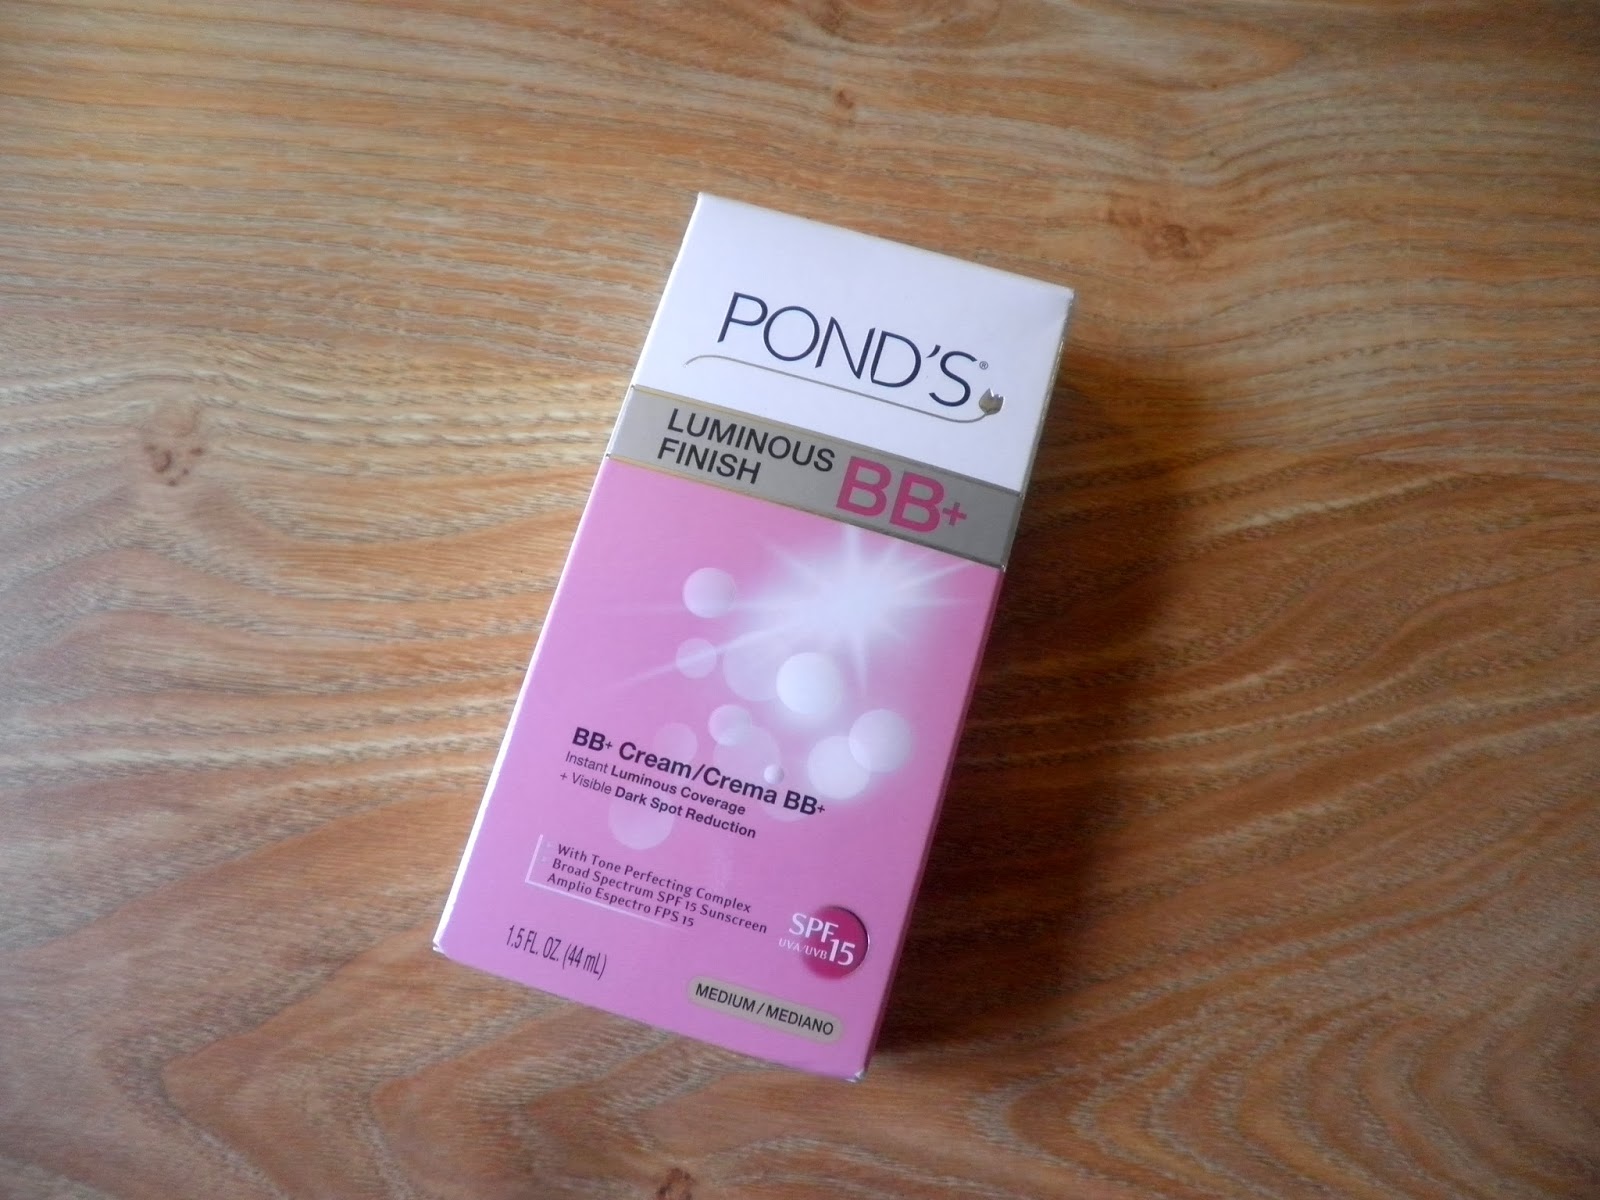 POND'S®
LUMINOUS
FINISH
BB+
BB+ Cream/Crema BB+
Instant Luminous Coverage
+ Visible Dark Spot Reduction
With Tone Perfecting Complex
Broad Spectrum SPF 15 Sunscreen
Amplio Espectro FPS 15
SPF
UVA/UVB 15
1.5 FL. OZ. (44 mL)
MEDIUM / MEDIANO